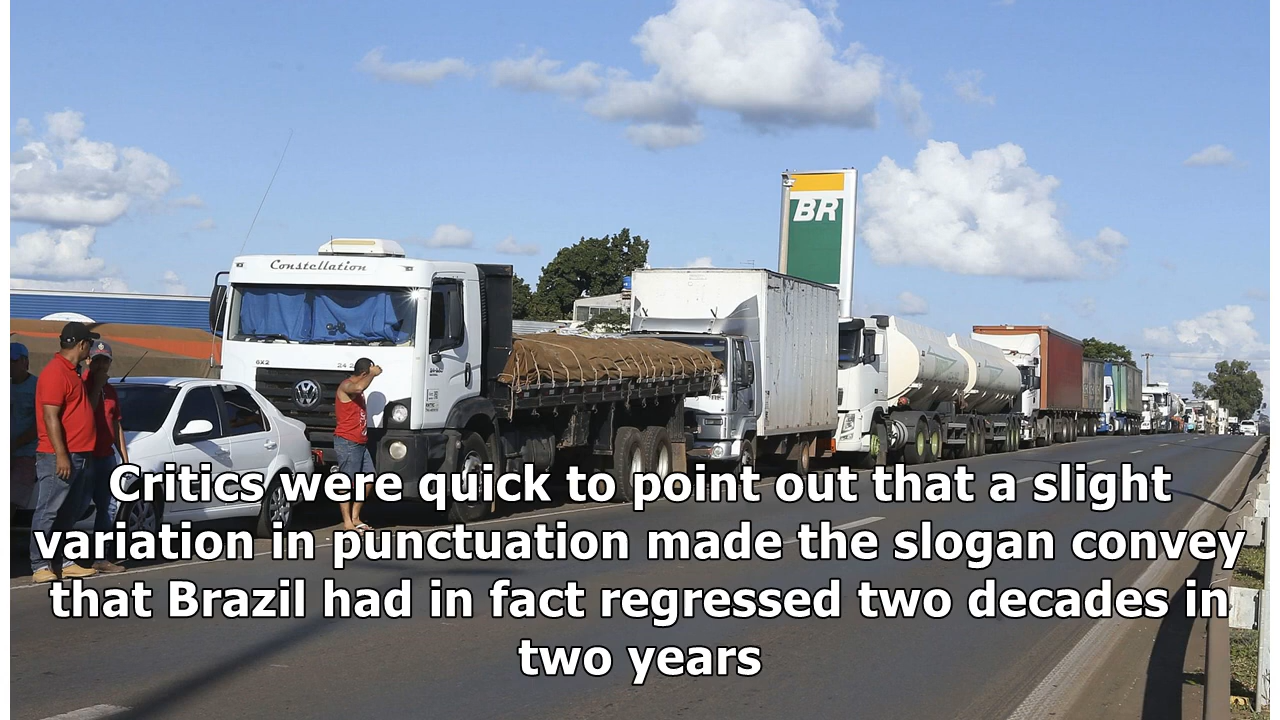 BR
Constellation
6X2
Critics were quick to point out that a slight
variation in punctuation made the slogan convey
that Brazil had in fact regressed two decades in
two years